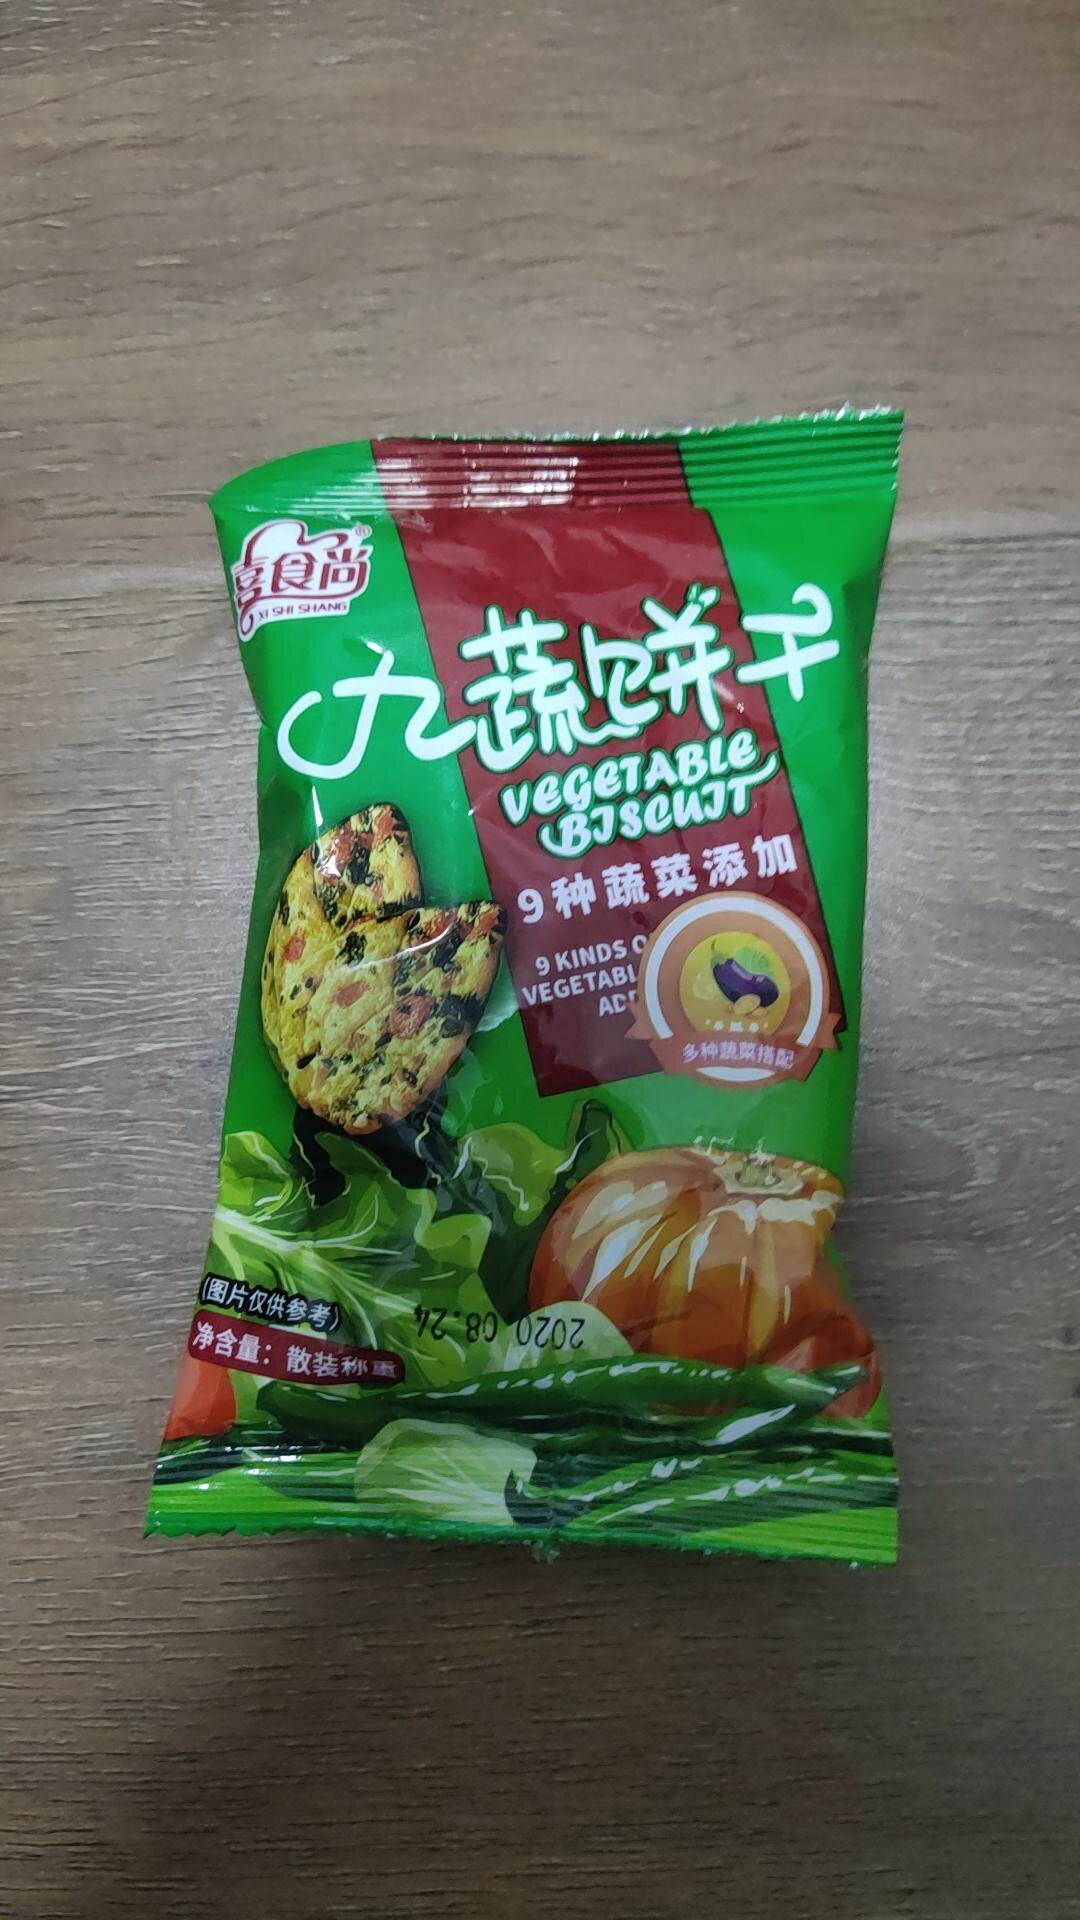 喜食尚®
XI SHI SHANG
九蔬饼干
VEGETABLE
BISCUIT
9种蔬菜添加
9 KINDS O
VEGETABL
AD
多种蔬菜搭配
(图片仅供参考)
净含量：散装称重
2020 08.24